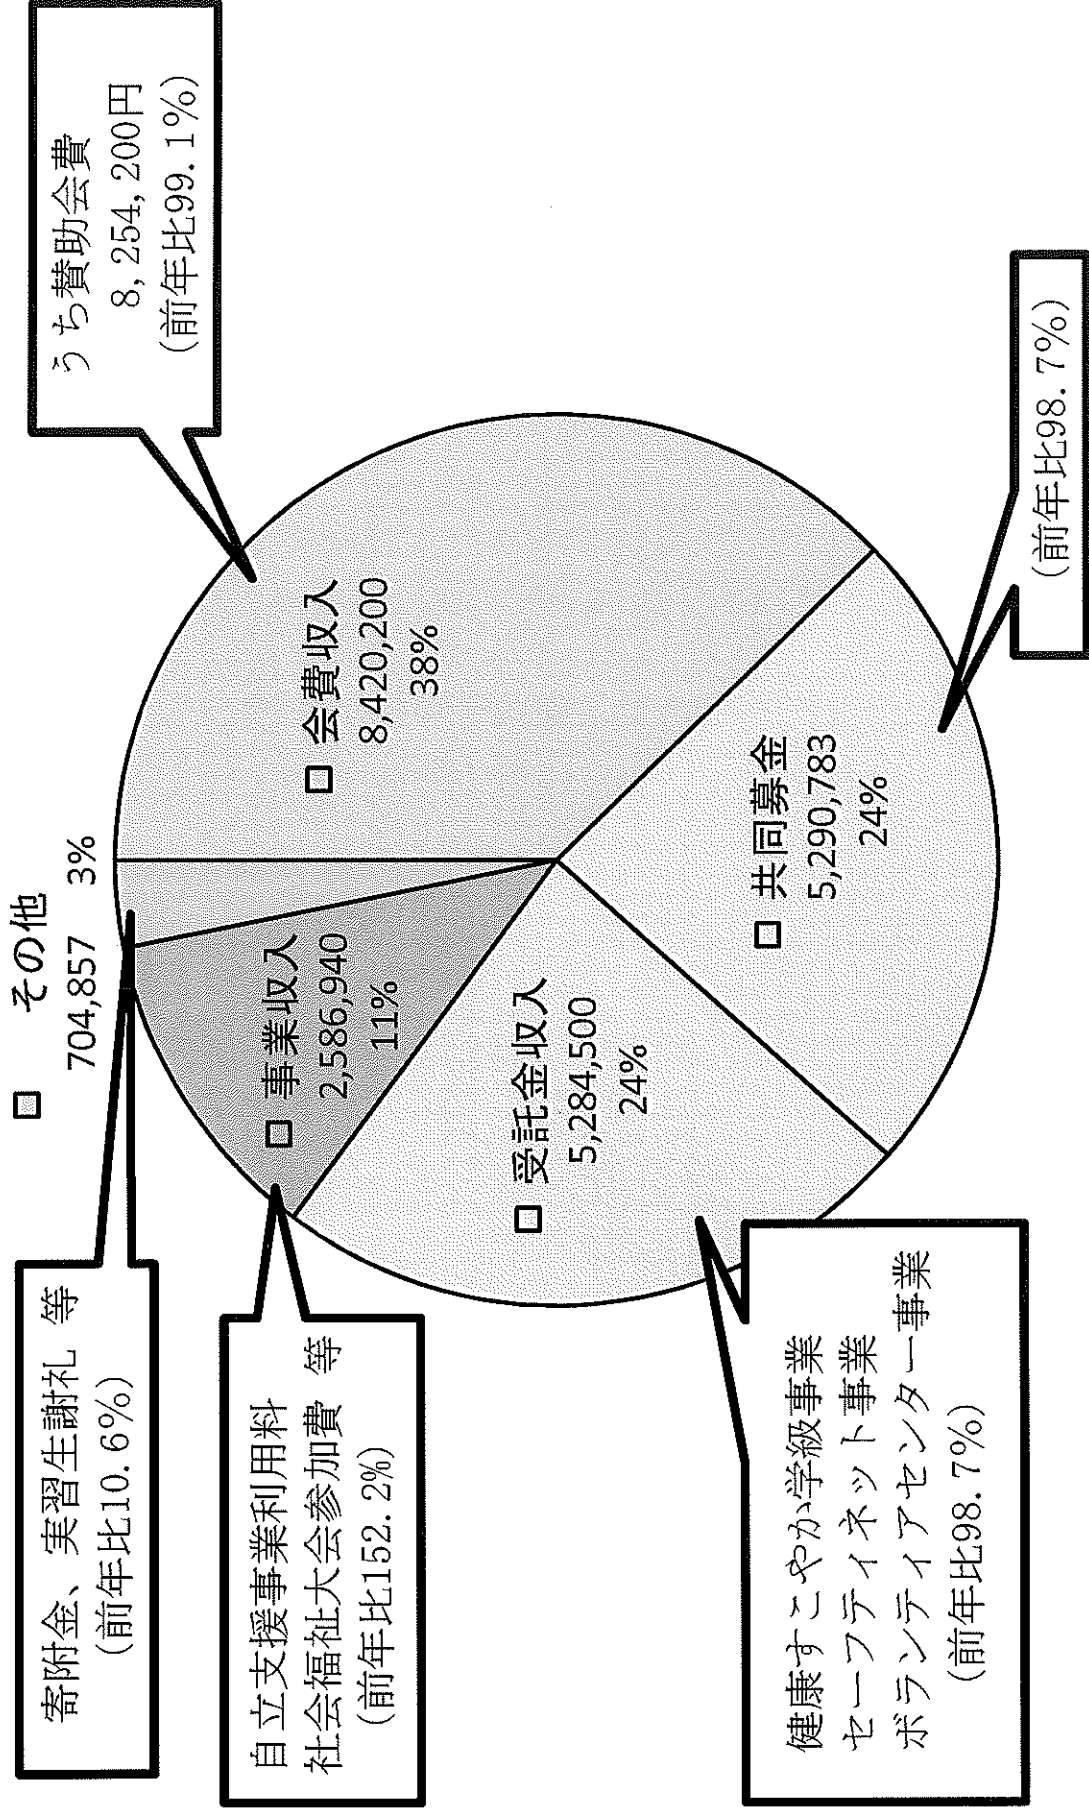 うち賛助会費
8,254,200円
(前年比99.1%)
□ 会費収入
8,420,200
38%
(前年比98.7%)
□ 共同募金
5,290,783
24%
□ 受託金収入
5,284,500
24%
健康すこやか学級事業
セーフティネット事業
ボランティアセンター事業
(前年比98.7%)
□ 事業収入
2,586,940
11%
自立支援事業利用料
社会福祉大会参加費 等
(前年比152.2%)
□ その他
704,857 3%
寄附金、実習生謝礼 等
(前年比10.6%)